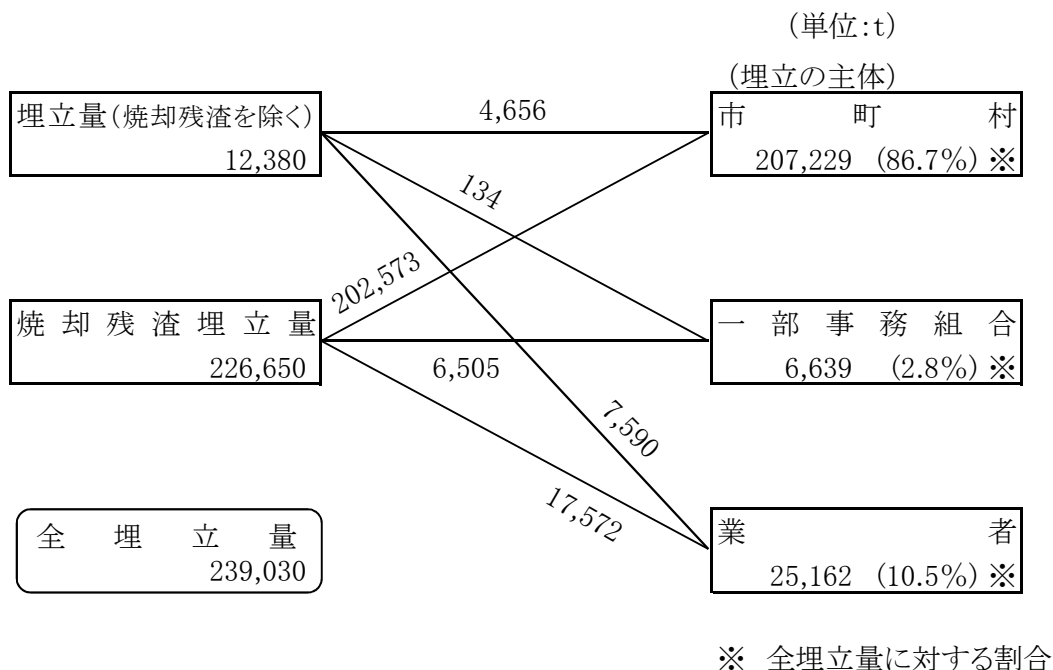 （単位：t）
（埋立の主体）
埋立量（焼却残渣を除く）
12,380
4,656
市町村
207,229 （86.7％）※
134
202,573
焼却残渣埋立量
226,650
6,505
一部事務組合
6,639 （2.8％）※
7,590
17,572
全埋立量
239,030
業者
25,162 （10.5％）※
※ 全埋立量に対する割合